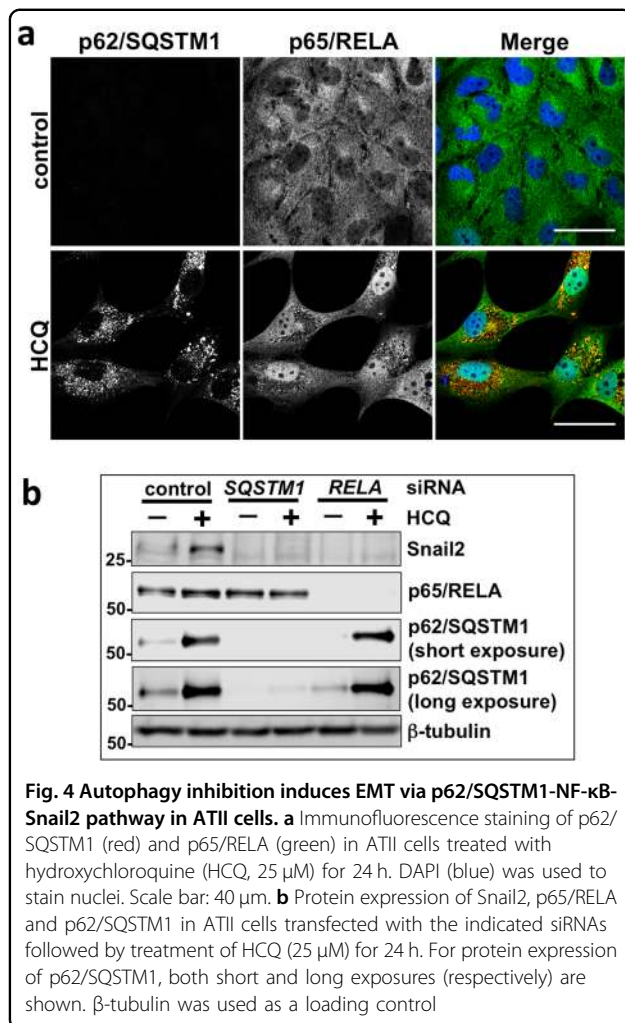 a
p62/SQSTM1 p65/RELA Merge
control
HCQ
b
control SQSTM1 RELA siRNA
− + − + − + HCQ
Snail2
25-
p65/RELA
50-
p62/SQSTM1
(short exposure)
50-
p62/SQSTM1
(long exposure)
50-
β-tubulin
50-
Fig. 4 Autophagy inhibition induces EMT via p62/SQSTM1-NF-κB-
Snail2 pathway in ATII cells. a Immunofluorescence staining of p62/
SQSTM1 (red) and p65/RELA (green) in ATII cells treated with
hydroxychloroquine (HCQ, 25 μM) for 24 h. DAPI (blue) was used to
stain nuclei. Scale bar: 40 μm. b Protein expression of Snail2, p65/RELA
and p62/SQSTM1 in ATII cells transfected with the indicated siRNAs
followed by treatment of HCQ (25 μM) for 24 h. For protein expression
of p62/SQSTM1, both short and long exposures (respectively) are
shown. β-tubulin was used as a loading control